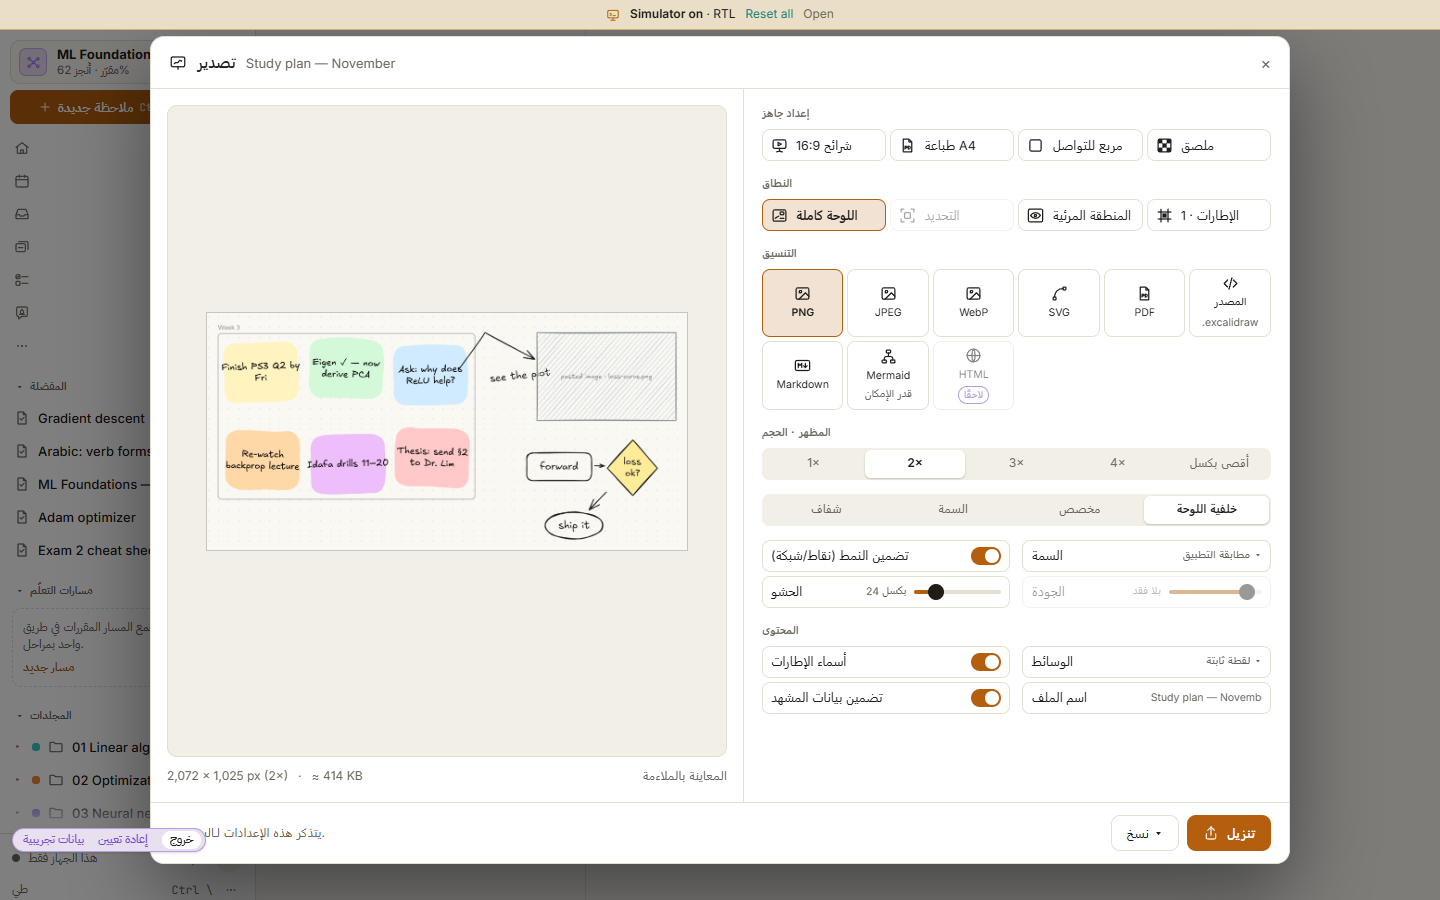 Simulator on · RTL Reset all Open
ML Foundation
62% مقرّر · أُنجز
ملاحظة جديدة
المفضلة
Gradient descent
Arabic: verb forms
ML Foundations —
Adam optimizer
Exam 2 cheat shee
مسارات التعلّم
يجمع المسار المقررات في طريق
واحد بمراحل.
مسار جديد
المجلدات
01 Linear alg
02 Optimizat
03 Neural ne
بيانات تجريبية إعادة تعيين خروج
هذا الجهاز فقط
طي Ctrl \
تصدير Study plan — November
Week 3
Finish PS3 Q2 by
Fri
Eigen ✓ — now
derive PCA
Ask: why does
ReLU help?
see the plot
pasted image · losscurve.png
Re-watch
backprop lecture
Idafa drills 11–20
Thesis: send §2
to Dr. Lim
forward
loss
ok?
ship it
2,072 × 1,025 px (2×) · ≈ 414 KB
المعاينة بالملاءمة
إعداد جاهز
شرائح 16:9
طباعة A4
مربع للتواصل
ملصق
النطاق
اللوحة كاملة
التحديد
المنطقة المرئية
الإطارات · 1
التنسيق
PNG
JPEG
WebP
SVG
PDF
المصدر
.excalidraw
Markdown
Mermaid
قدر الإمكان
HTML
لاحقًا
المظهر · الحجم
1×
2×
3×
4×
أقصى بكسل
شفاف
السمة
مخصص
خلفية اللوحة
تضمين النمط (نقاط/شبكة)
السمة مطابقة التطبيق
الحشو 24 بكسل
الجودة بلا فقد
المحتوى
أسماء الإطارات
الوسائط لقطة ثابتة
تضمين بيانات المشهد
اسم الملف Study plan — Novemb
يتذكر هذه الإعدادات
نسخ
تنزيل